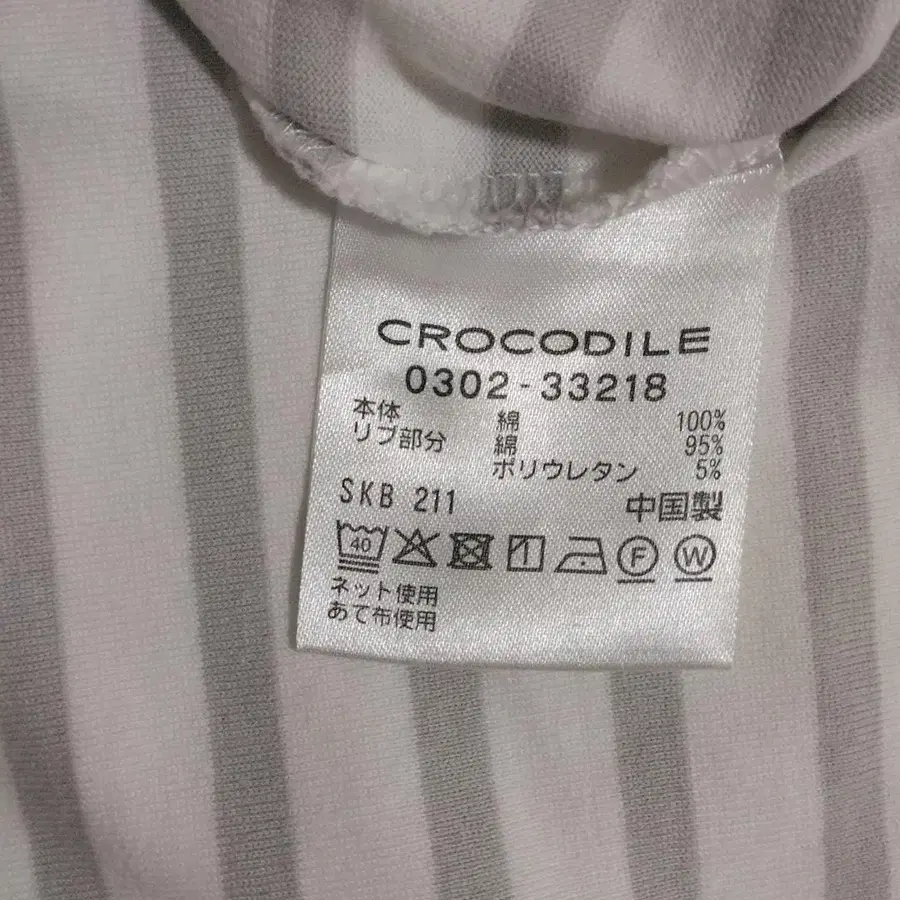 CROCODILE
0302-33218
本体 綿 100%
リブ部分 綿 95%
ポリウレタン 5%
SKB 211 中国製
40 F W
ネット使用
あて布使用